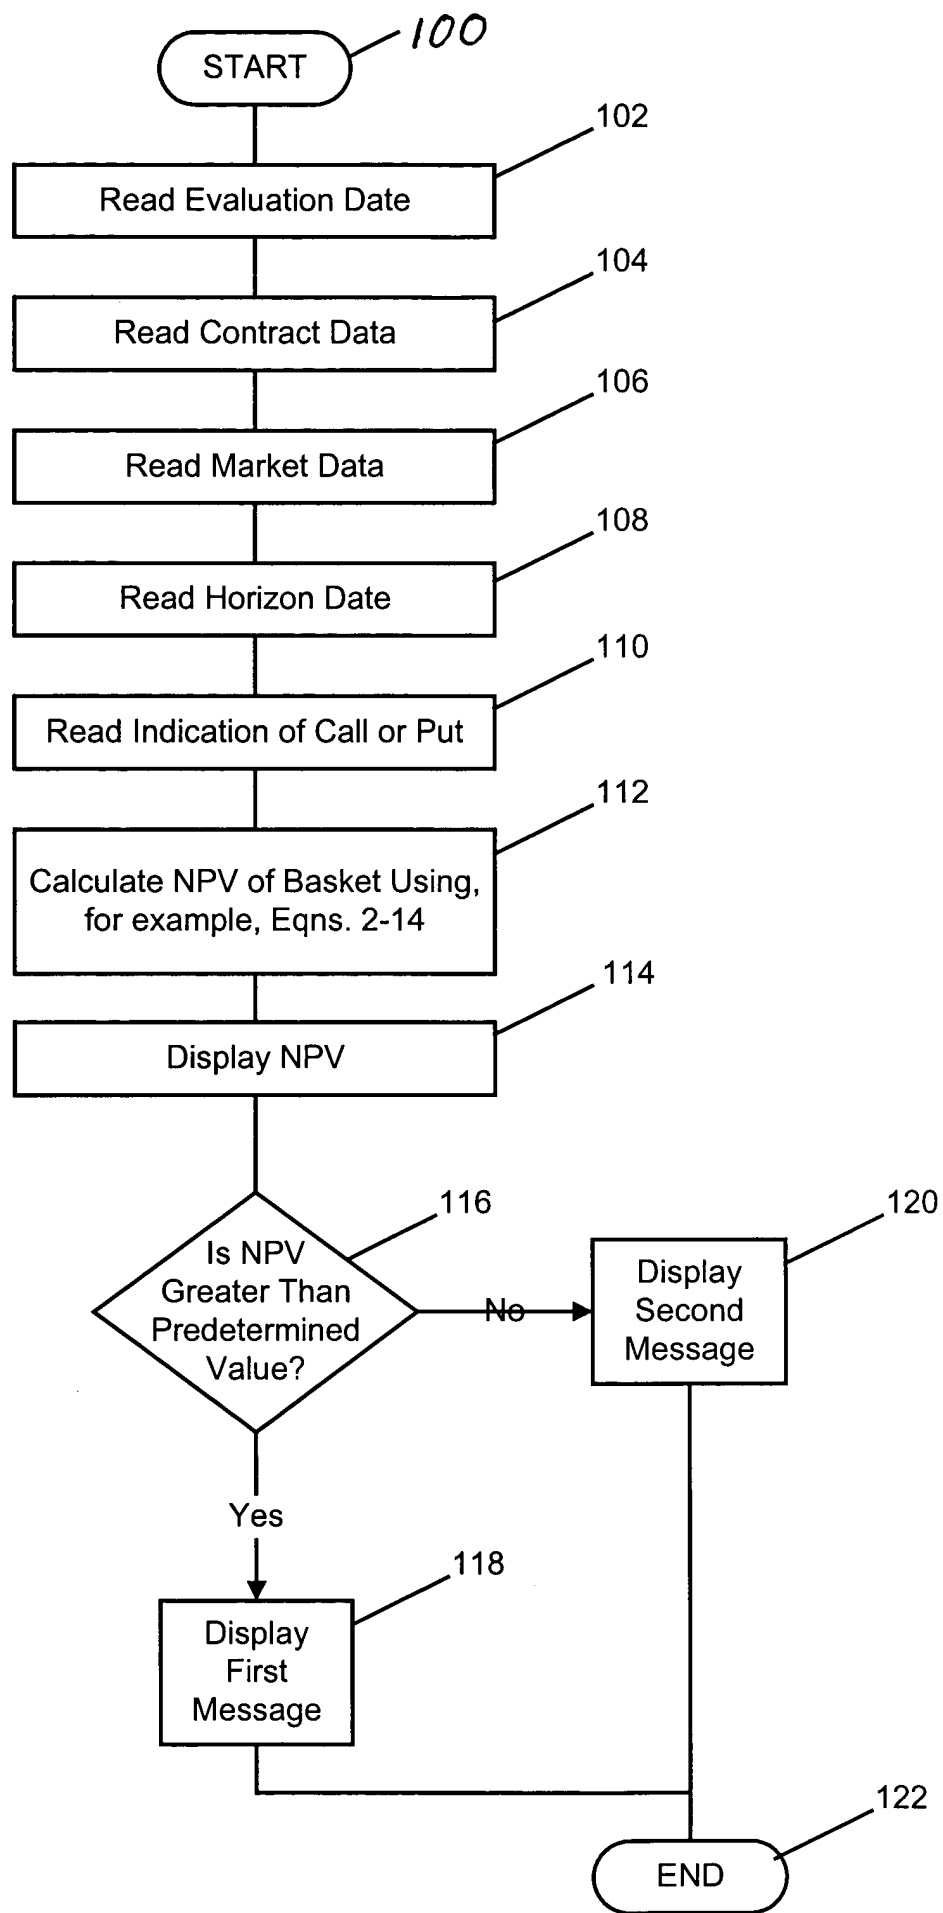 100
START
102
Read Evaluation Date
104
Read Contract Data
106
Read Market Data
108
Read Horizon Date
110
Read Indication of Call or Put
112
Calculate NPV of Basket Using,
for example, Eqns. 2-14
114
Display NPV
116
Is NPV
Greater Than
Predetermined
Value?
No
120
Display
Second
Message
Yes
118
Display
First
Message
122
END